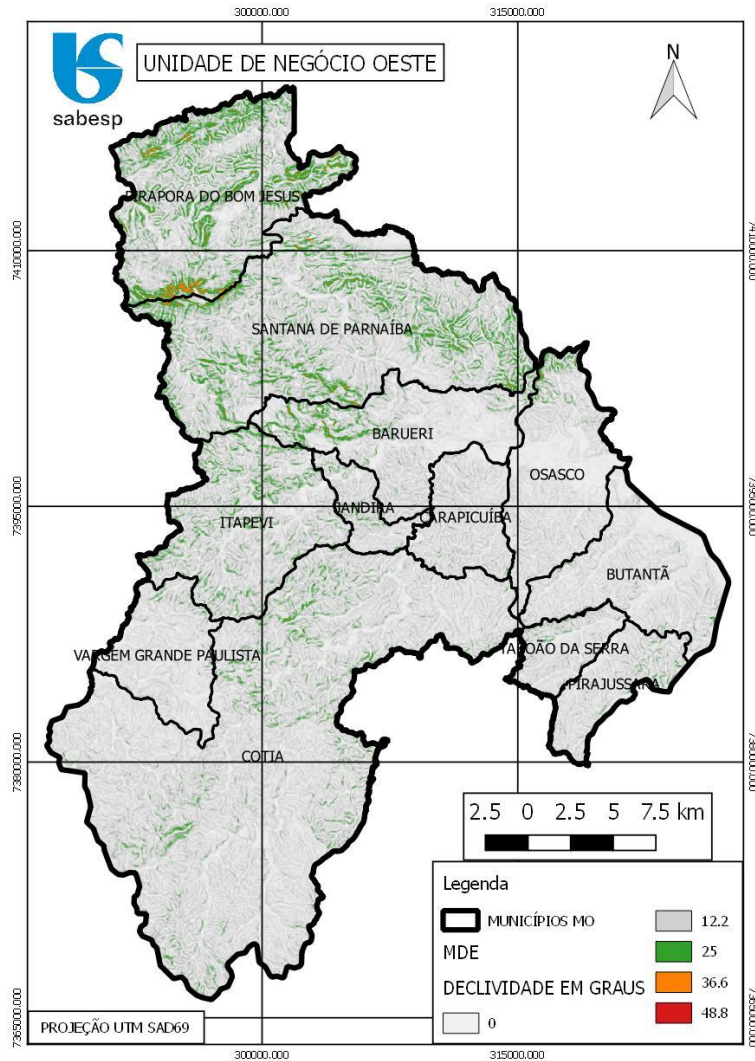 300000.000
315000.000
sabesp
UNIDADE DE NEGÓCIO OESTE
N
PIRAPORA DO BOM JESUS
7410000.000
7410000.000
SANTANA DE PARNAÍBA
BARUERI
OSASCO
7395000.000
7395000.000
ITAPEVI
JANDIRA
CARAPICUÍBA
BUTANTÃ
VARGEM GRANDE PAULISTA
TABOÃO DA SERRA
PIRAJUSSARA
COTIA
7380000.000
7380000.000
2.5 0 2.5 5 7.5 km
Legenda
MUNICÍPIOS MO
12.2
MDE
25
DECLIVIDADE EM GRAUS
36.6
0
48.8
7365000.000
7365000.000
PROJEÇÃO UTM SAD69
300000.000
315000.000